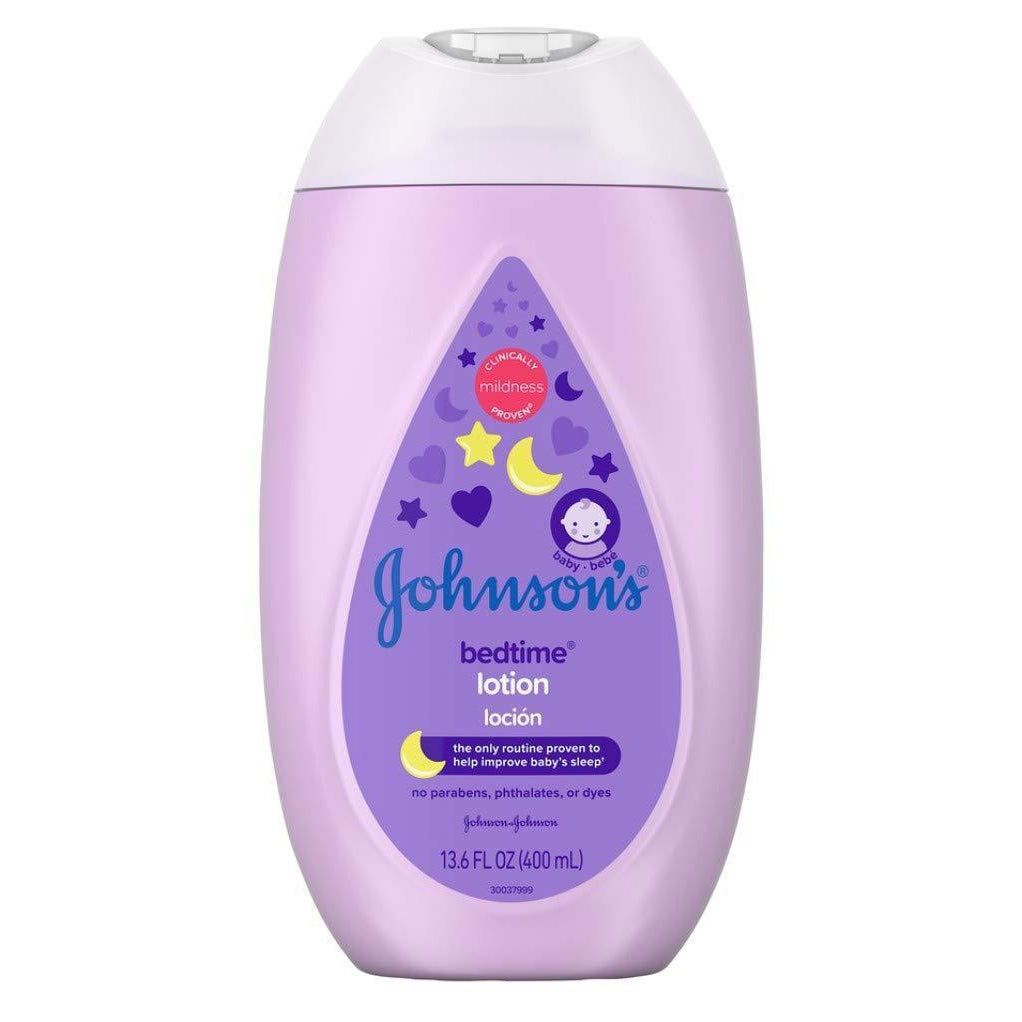 CLINICALLY
mildness
PROVEN®
baby • bebé
Johnson's®
bedtime®
lotion
loción
the only routine proven to
help improve baby's sleep†
no parabens, phthalates, or dyes
Johnson & Johnson
13.6 FL OZ (400 mL)
30037999